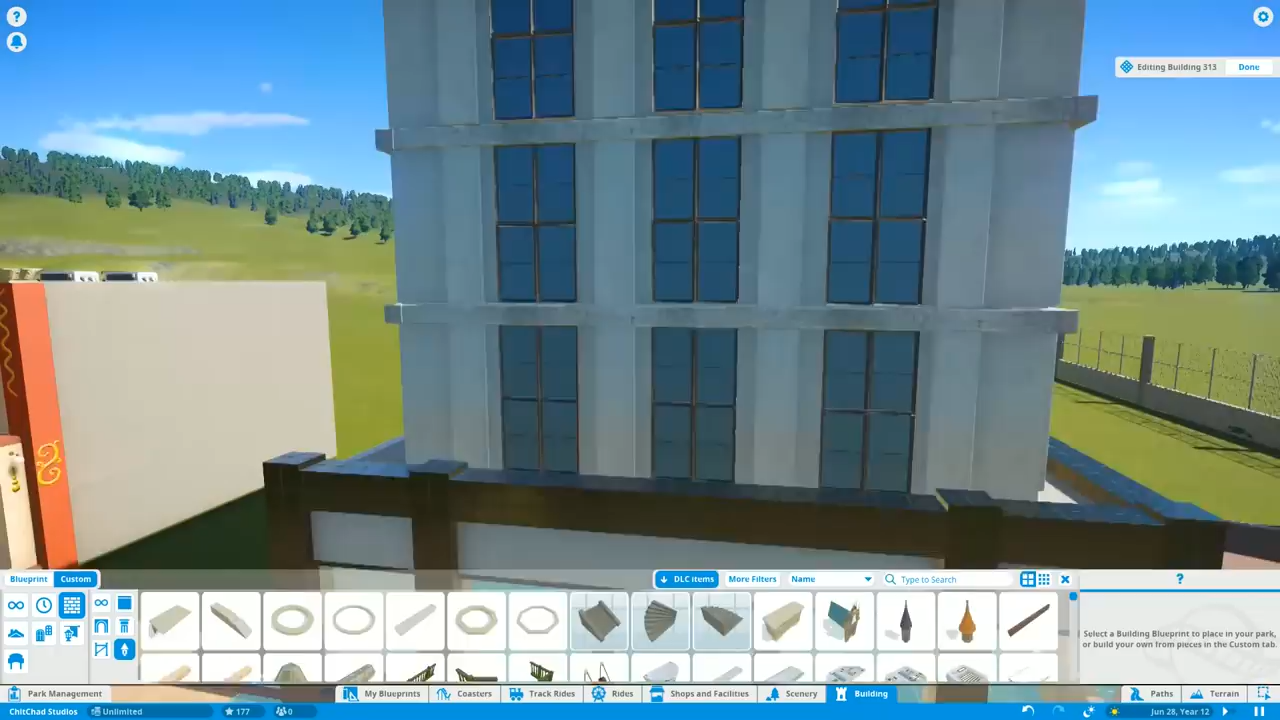 ?
Editing Building 313 Done
Blueprint Custom DLC items More Filters Name Type to Search ?
Select a Building Blueprint to place in your park,
or build your own from pieces in the Custom tab.
Park Management My Blueprints Coasters Track Rides Rides Shops and Facilities Scenery Building Paths Terrain
ChitChad Studios Unlimited 177 0 Jun 28, Year 12